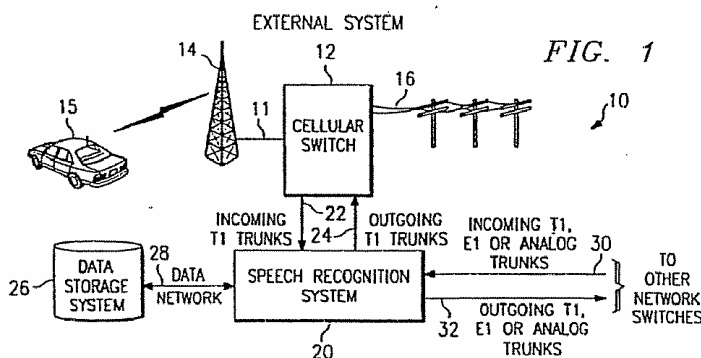 EXTERNAL SYSTEM
FIG. 1
14
12
16
10
15
11
CELLULAR
SWITCH
22
24
INCOMING
T1 TRUNKS
OUTGOING
T1 TRUNKS
INCOMING T1,
E1 OR ANALOG
TRUNKS
30
26
DATA
STORAGE
SYSTEM
28
DATA
NETWORK
SPEECH RECOGNITION
SYSTEM
20
32
OUTGOING T1,
E1 OR ANALOG
TRUNKS
TO
OTHER
NETWORK
SWITCHES